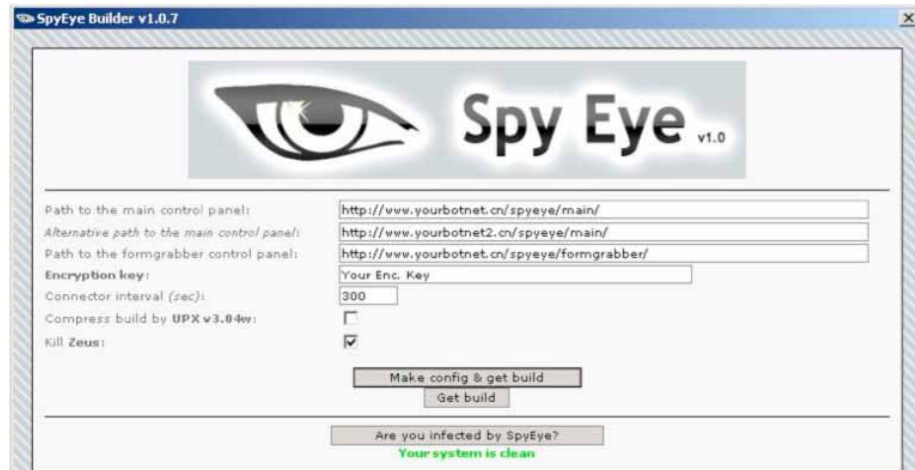 SpyEye Builder v1.0.7
Spy Eye v1.0
Path to the main control panel: http://www.yourbotnet.cn/spyeye/main/
Alternative path to the main control panel: http://www.yourbotnet2.cn/spyeye/main/
Path to the formgrabber control panel: http://www.yourbotnet.cn/spyeye/formgrabber/
Encryption key: Your Enc. Key
Connector interval (sec): 300
Compress build by UPX v3.04w:
Kill Zeus:
Make config & get build
Get build
Are you infected by SpyEye?
Your system is clean